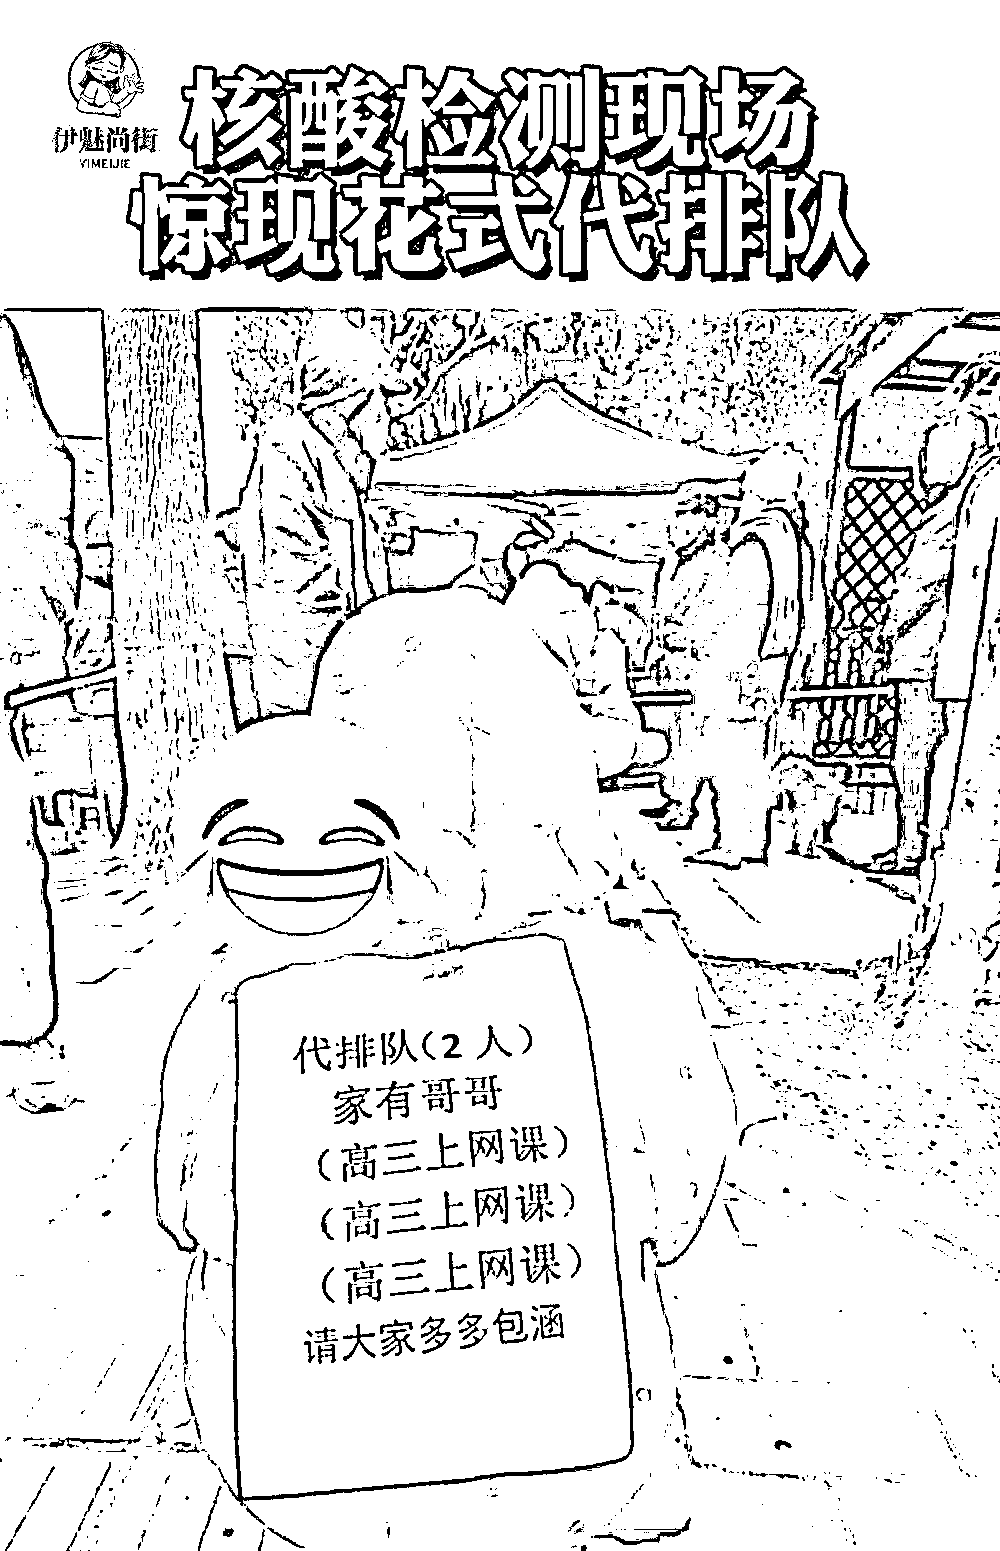 伊魅尚街
YIMEIJIE
核酸检测现场
惊现花式代排队
代排队(2人)
家有哥哥
(高三上网课)
(高三上网课)
(高三上网课)
请大家多多包涵